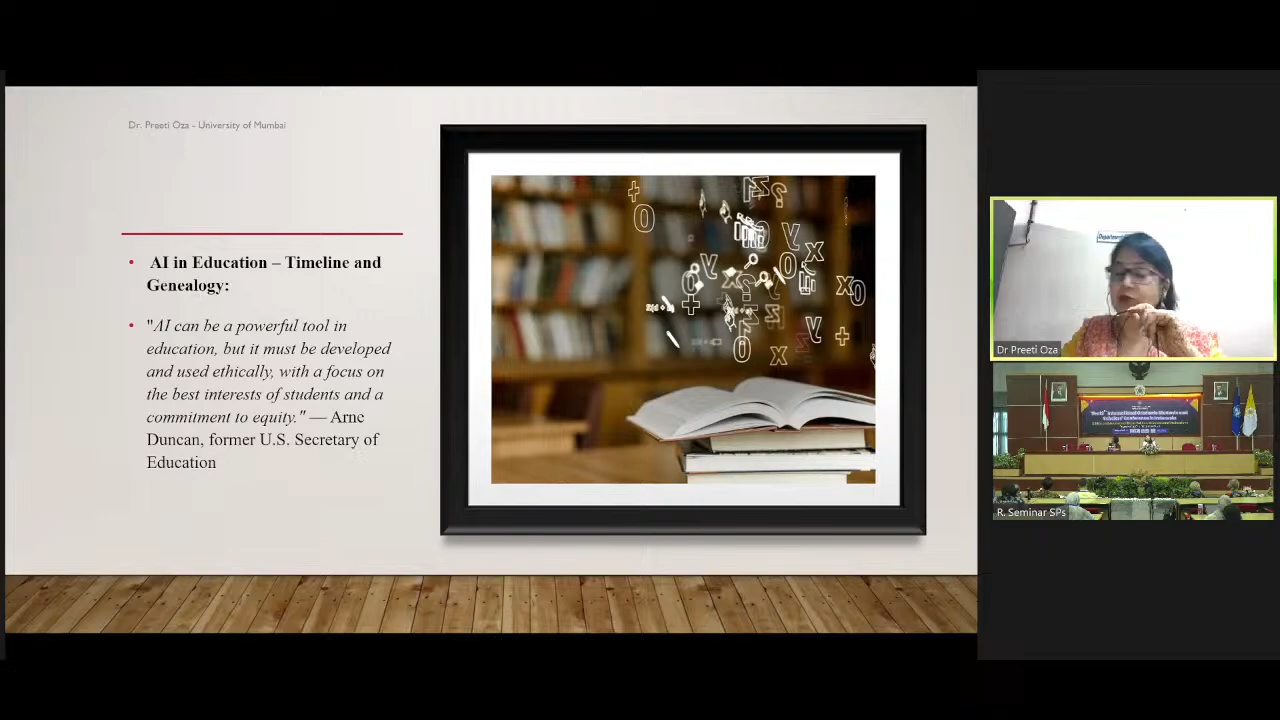 Dr. Preeti Oza - University of Mumbai
• AI in Education – Timeline and
Genealogy:
• "AI can be a powerful tool in
education, but it must be developed
and used ethically, with a focus on
the best interests of students and a
commitment to equity." — Arne
Duncan, former U.S. Secretary of
Education
Dr Preeti Oza
R. Seminar SPs